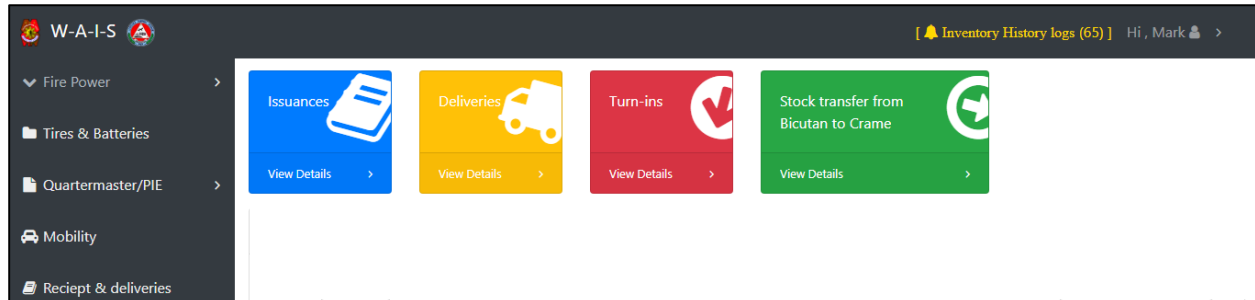 W-A-I-S
[ Inventory History logs (65) ] Hi , Mark
Fire Power
Tires & Batteries
Quartermaster/PIE
Mobility
Reciept & deliveries
Issuances
View Details
Deliveries
View Details
Turn-ins
View Details
Stock transfer from
Bicutan to Crame
View Details